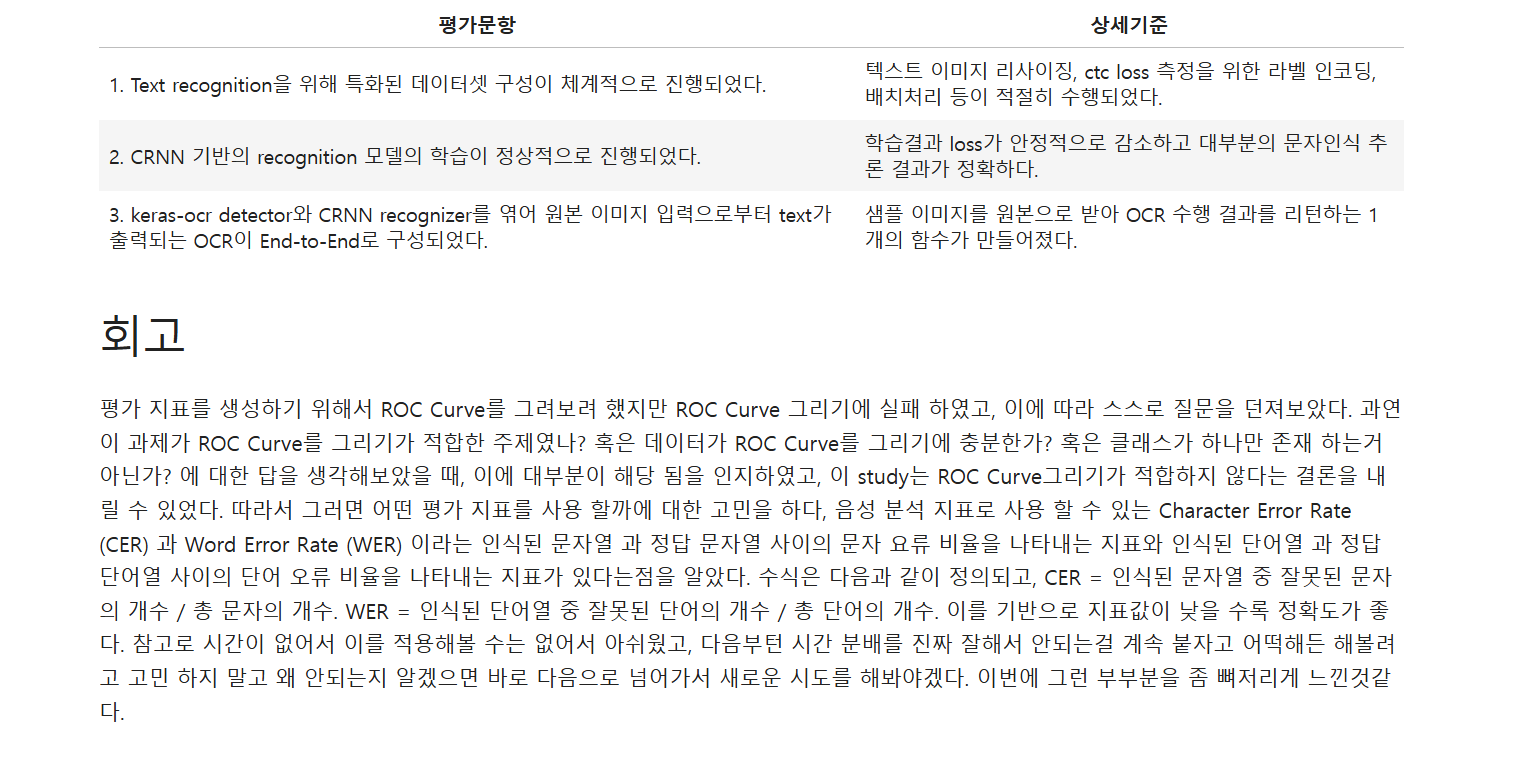 평가문항 상세기준
1. Text recognition을 위해 특화된 데이터셋 구성이 체계적으로 진행되었다.
텍스트 이미지 리사이징, ctc loss 측정을 위한 라벨 인코딩,
배치처리 등이 적절히 수행되었다.
2. CRNN 기반의 recognition 모델의 학습이 정상적으로 진행되었다.
학습결과 loss가 안정적으로 감소하고 대부분의 문자인식 추
론 결과가 정확하다.
3. keras-ocr detector와 CRNN recognizer를 엮어 원본 이미지 입력으로부터 text가
출력되는 OCR이 End-to-End로 구성되었다.
샘플 이미지를 원본으로 받아 OCR 수행 결과를 리턴하는 1
개의 함수가 만들어졌다.
회고
평가 지표를 생성하기 위해서 ROC Curve를 그려보려 했지만 ROC Curve 그리기에 실패 하였고, 이에 따라 스스로 질문을 던져보았다. 과연
이 과제가 ROC Curve를 그리기가 적합한 주제였나? 혹은 데이터가 ROC Curve를 그리기에 충분한가? 혹은 클래스가 하나만 존재 하는거
아닌가? 에 대한 답을 생각해보았을 때, 이에 대부분이 해당 됨을 인지하였고, 이 study는 ROC Curve그리기가 적합하지 않다는 결론을 내
릴 수 있었다. 따라서 그러면 어떤 평가 지표를 사용 할까에 대한 고민을 하다, 음성 분석 지표로 사용 할 수 있는 Character Error Rate
(CER) 과 Word Error Rate (WER) 이라는 인식된 문자열 과 정답 문자열 사이의 문자 요류 비율을 나타내는 지표와 인식된 단어열 과 정답
단어열 사이의 단어 오류 비율을 나타내는 지표가 있다는점을 알았다. 수식은 다음과 같이 정의되고, CER = 인식된 문자열 중 잘못된 문자
의 개수 / 총 문자의 개수. WER = 인식된 단어열 중 잘못된 단어의 개수 / 총 단어의 개수. 이를 기반으로 지표값이 낮을 수록 정확도가 좋
다. 참고로 시간이 없어서 이를 적용해볼 수는 없어서 아쉬웠고, 다음부턴 시간 분배를 진짜 잘해서 안되는걸 계속 붙자고 어떡해든 해볼려
고 고민 하지 말고 왜 안되는지 알겠으면 바로 다음으로 넘어가서 새로운 시도를 해봐야겠다. 이번에 그런 부부분을 좀 뼈저리게 느낀것같
다.